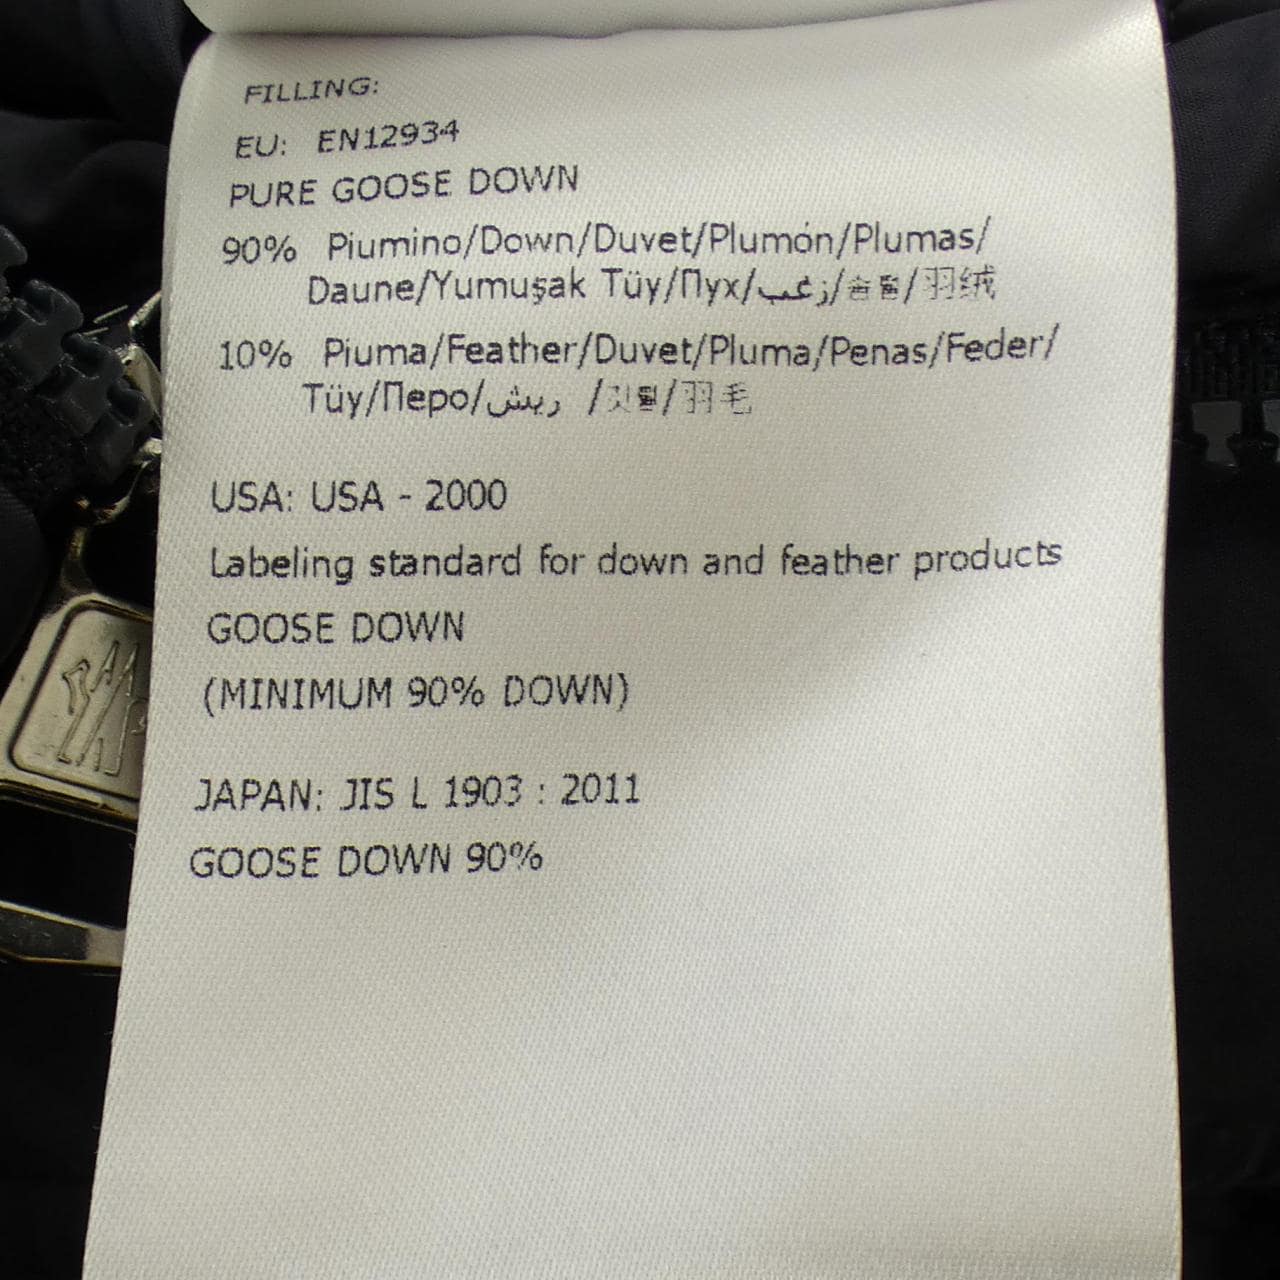 FILLING:
EU: EN12934
PURE GOOSE DOWN
90% Piumino/Down/Duvet/Plumón/Plumas/
Daune/Yumuşak Tüy/Пух/زغب/솜털/羽绒
10% Piuma/Feather/Duvet/Pluma/Penas/Feder/
Tüy/Перо/ريش /깃털/羽毛
USA: USA - 2000
Labeling standard for down and feather products
GOOSE DOWN
(MINIMUM 90% DOWN)
JAPAN: JIS L 1903 : 2011
GOOSE DOWN 90%